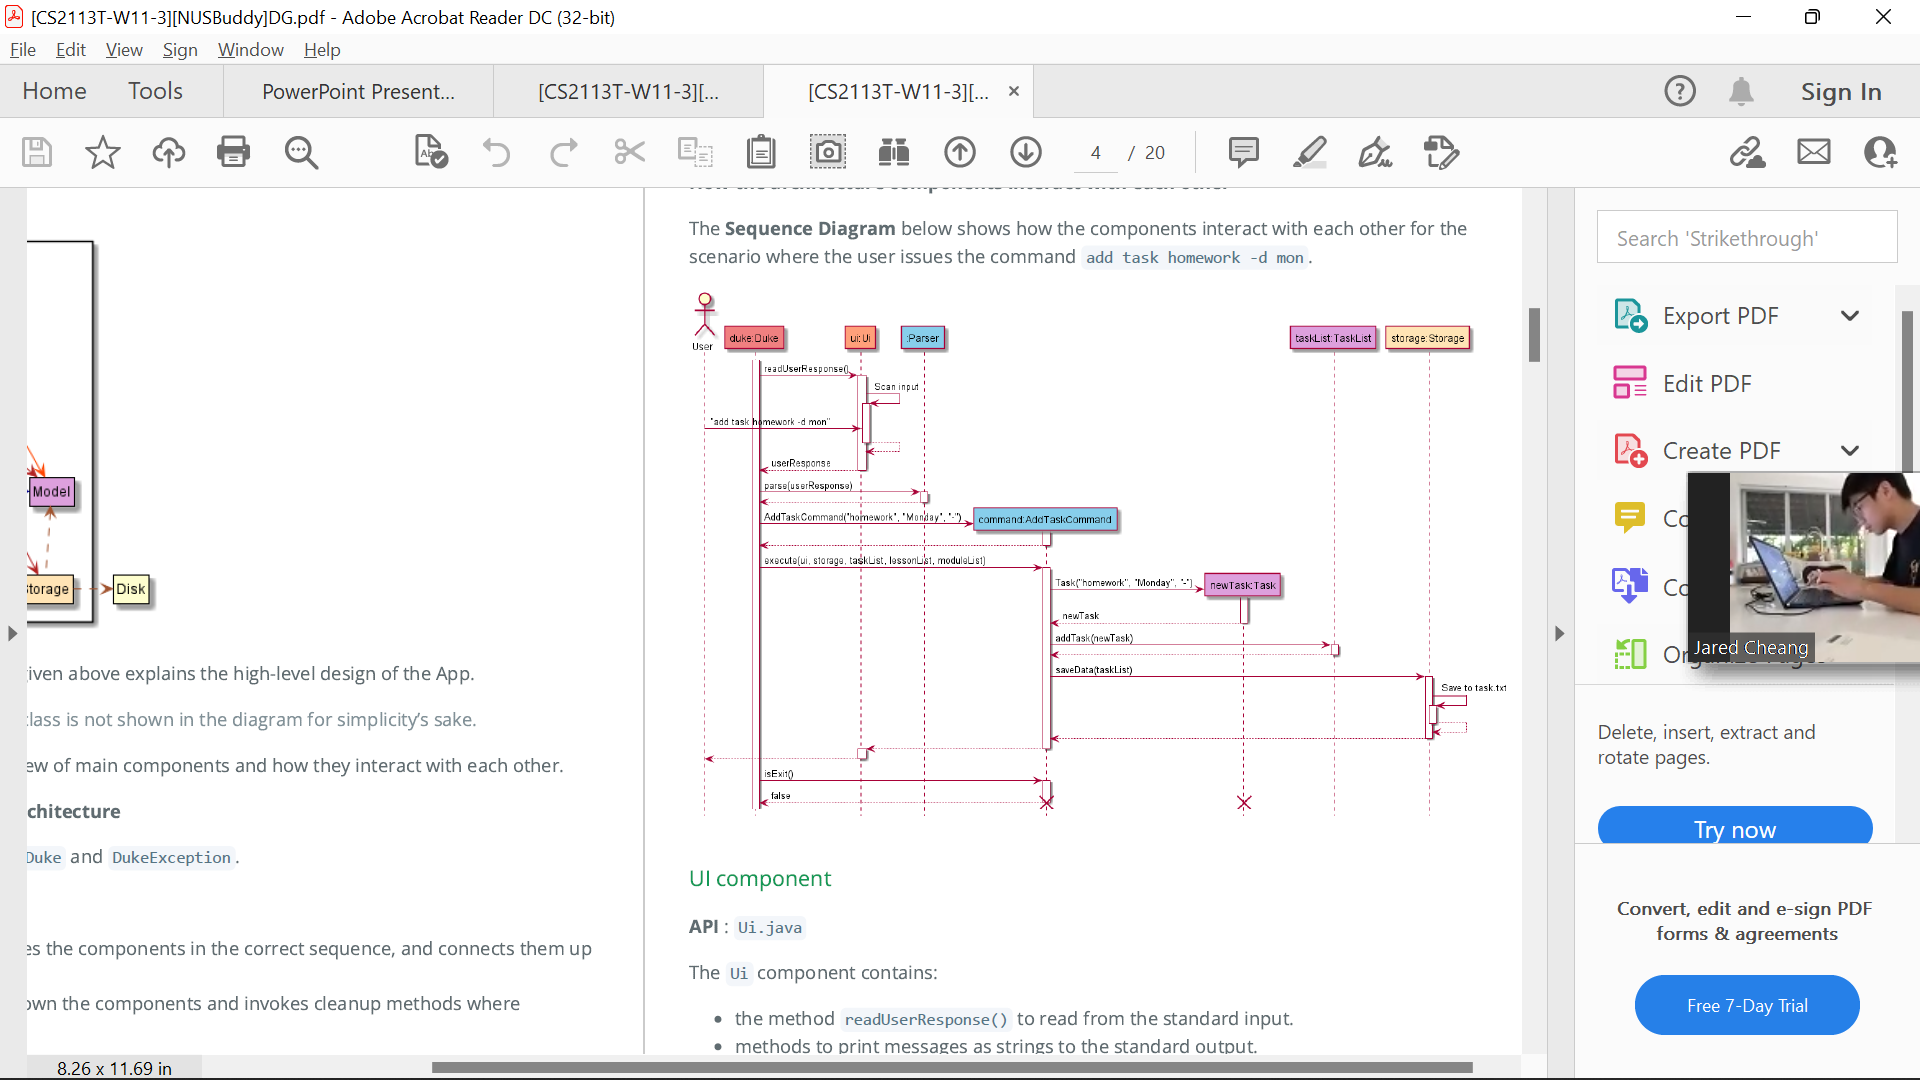 [CS2113T-W11-3][NUSBuddy]DG.pdf - Adobe Acrobat Reader DC (32-bit)
File Edit View Sign Window Help
Home Tools PowerPoint Present... [CS2113T-W11-3][... [CS2113T-W11-3][... × Sign In
4 / 20
The Sequence Diagram below shows how the components interact with each other for the
scenario where the user issues the command add task homework -d mon.
User
duke:Duke ui:Ui :Parser taskList:TaskList storage:Storage
readUserResponse()
Scan input
"add task homework -d mon"
userResponse
parse(userResponse)
AddTaskCommand("homework", "Monday", "-") command:AddTaskCommand
execute(ui, storage, taskList, lessonList, moduleList)
Task("homework", "Monday", "-") newTask:Task
newTask
addTask(newTask)
saveData(taskList)
Save to task.txt
isExit()
false
UI component
API : Ui.java
The Ui component contains:
• the method readUserResponse() to read from the standard input.
• methods to print messages as strings to the standard output.
Model
torage
Disk
iven above explains the high-level design of the App.
lass is not shown in the diagram for simplicity's sake.
ew of main components and how they interact with each other.
chitecture
Duke and DukeException.
es the components in the correct sequence, and connects them up
own the components and invokes cleanup methods where
8.26 x 11.69 in
Search 'Strikethrough'
Export PDF
Edit PDF
Create PDF
Co
Co
Jared Cheang
Delete, insert, extract and
rotate pages.
Try now
Convert, edit and e-sign PDF
forms & agreements
Free 7-Day Trial